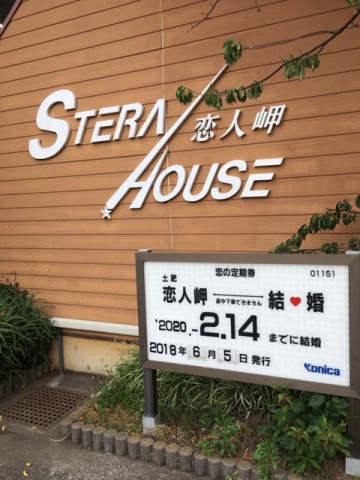 STERA
恋人岬
HOUSE
恋の定期券
01151
土肥
恋人岬
途中下車できません
結♥婚
'2020.-2.14 までに結婚
2018年6月5日発行
Konica